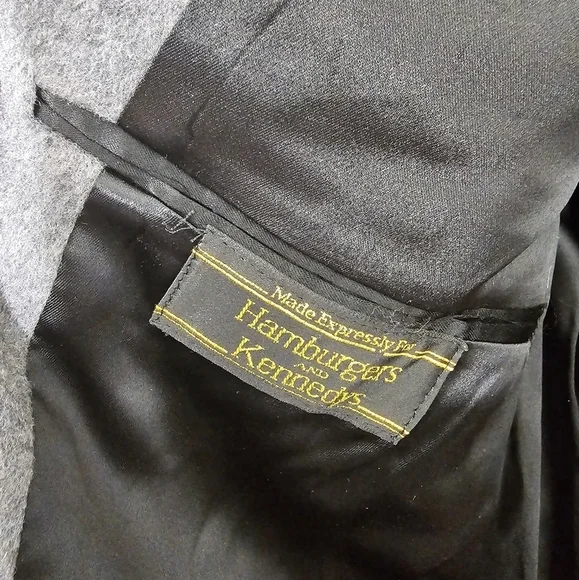 Made Expressly For
Hamburgers
AND
Kennedys